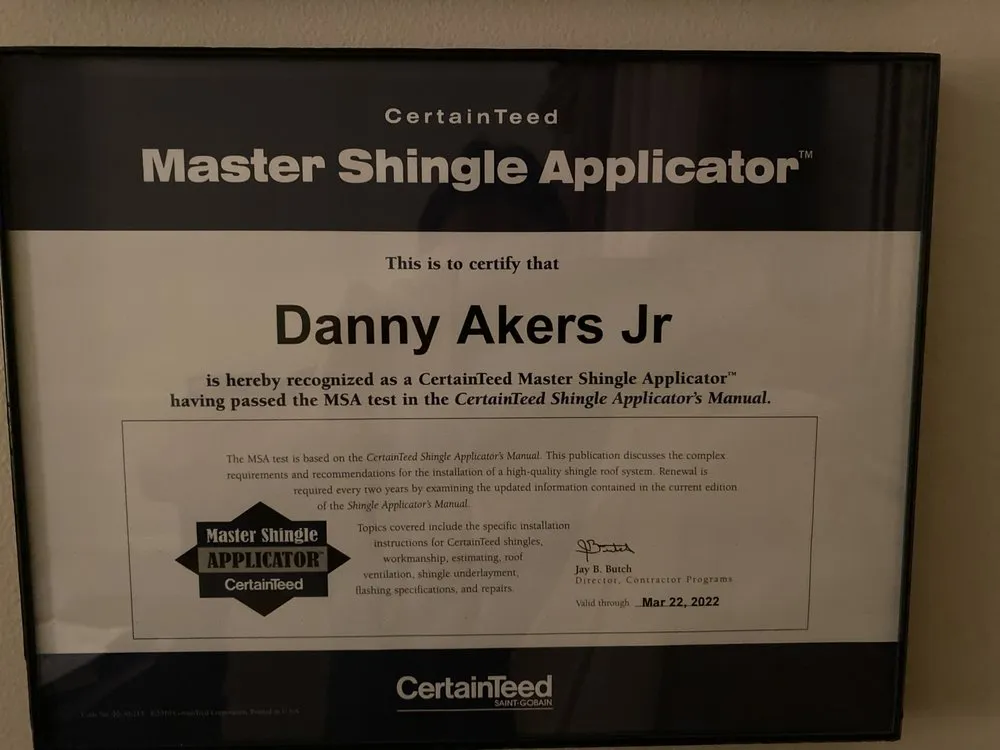 CertainTeed
Master Shingle Applicator™
This is to certify that
Danny Akers Jr
is hereby recognized as a CertainTeed Master Shingle Applicator™
having passed the MSA test in the CertainTeed Shingle Applicator's Manual.
The MSA test is based on the CertainTeed Shingle Applicator's Manual. This publication discusses the complex
requirements and recommendations for the installation of a high-quality shingle roof system. Renewal is
required every two years by examining the updated information contained in the current edition
of the Shingle Applicator's Manual.
Master Shingle
APPLICATOR™
CertainTeed
Topics covered include the specific installation
instructions for CertainTeed shingles,
workmanship, estimating, roof
ventilation, shingle underlayment,
flashing specifications, and repairs.
Jay B. Butch
Director, Contractor Programs
Valid through Mar 22, 2022
CertainTeed
SAINT-GOBAIN